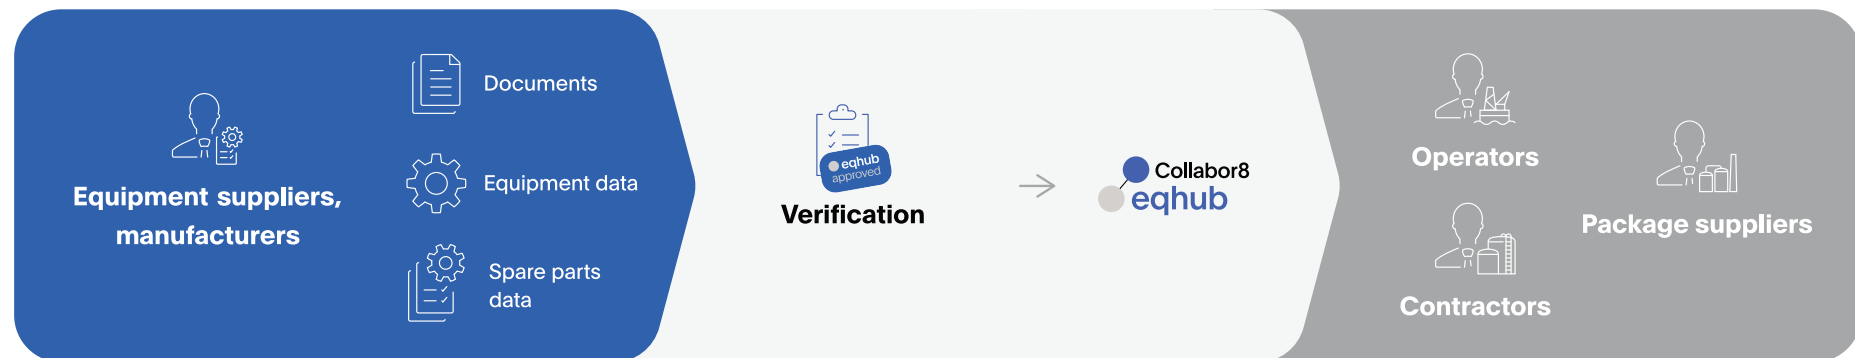 Equipment suppliers,
manufacturers
Documents
Equipment data
Spare parts
data
eqhub
approved
Verification
Collabor8
eqhub
Operators
Contractors
Package suppliers